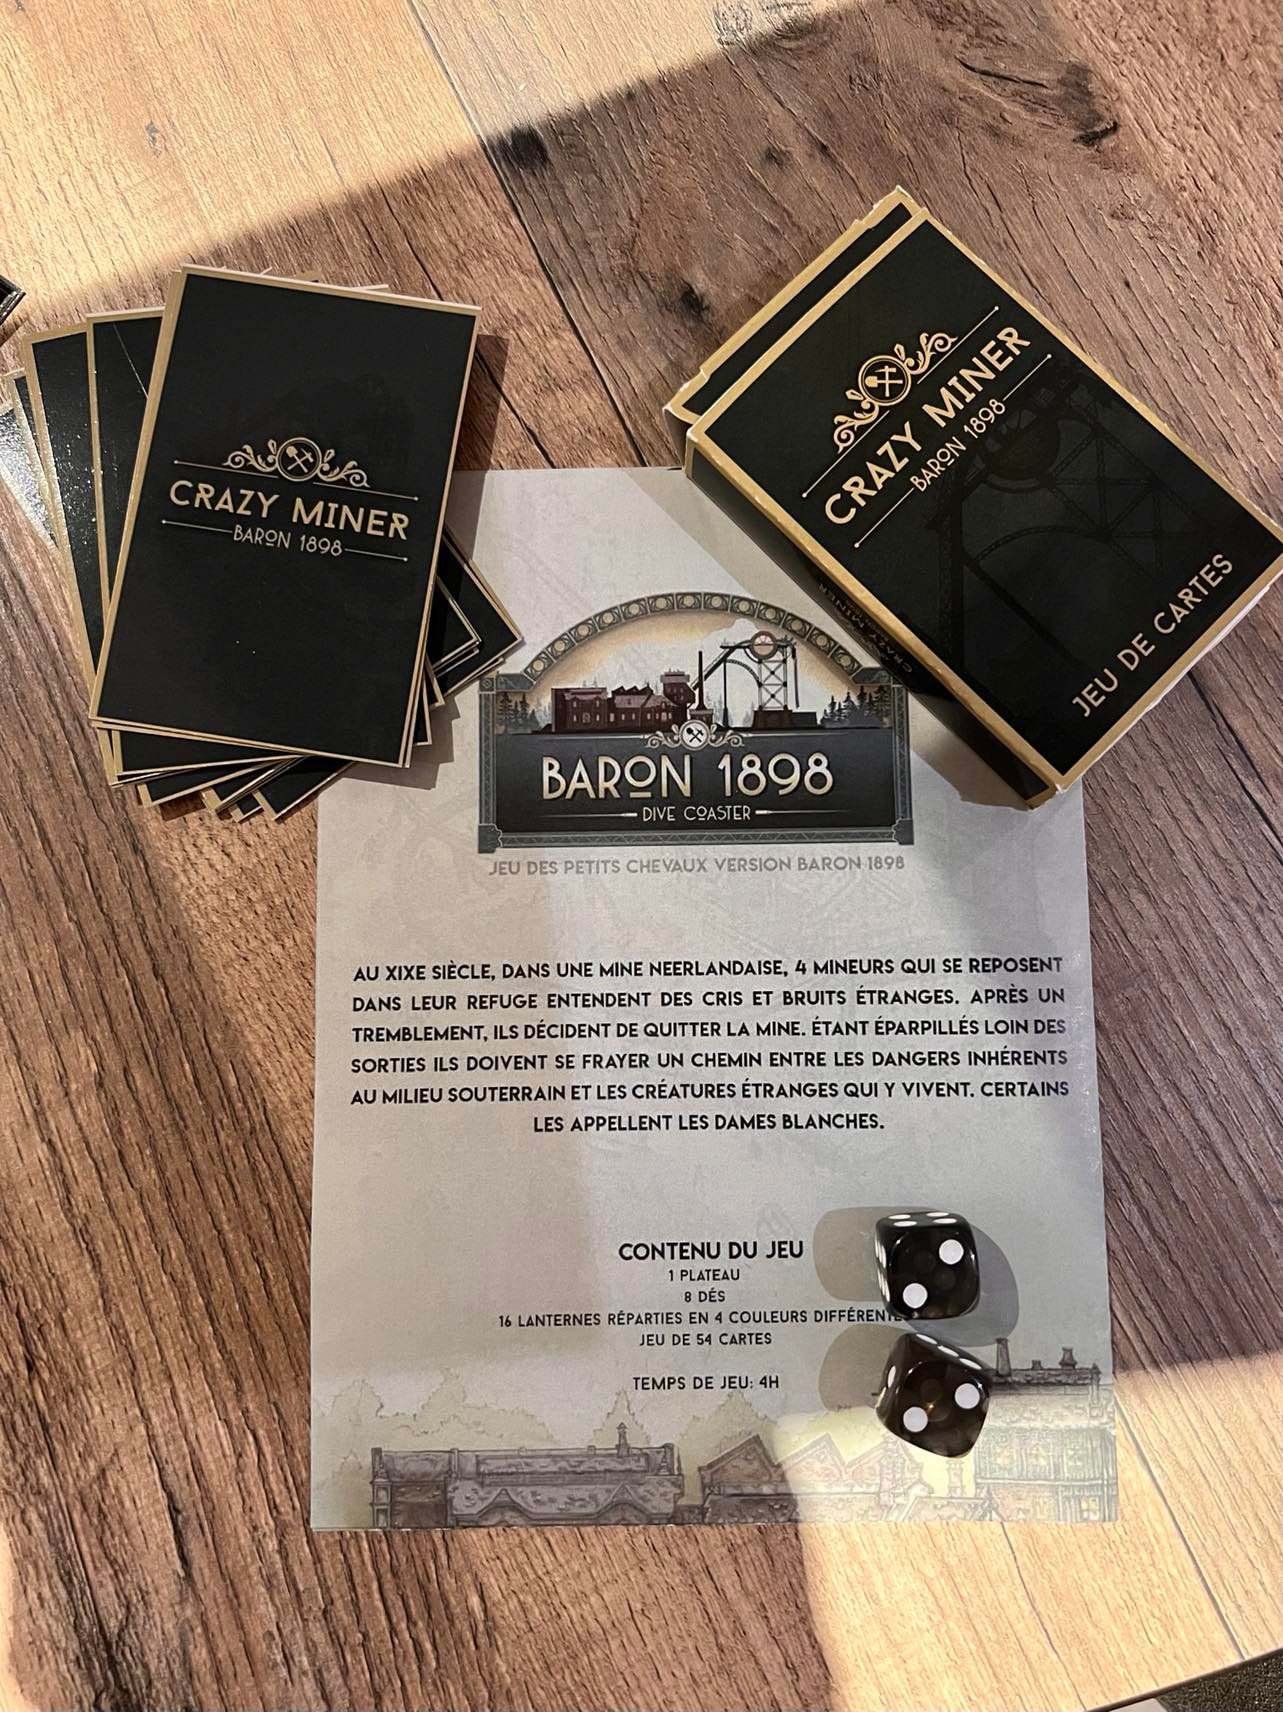 CRAZY MINER
BARON 1898
CRAZY MINER
BARON 1898
JEU DE CARTES
CRAZY MINER
BARON 1898
DIVE COASTER
JEU DES PETITS CHEVAUX VERSION BARON 1898
AU XIXE SIÈCLE, DANS UNE MINE NEERLANDAISE, 4 MINEURS QUI SE REPOSENT
DANS LEUR REFUGE ENTENDENT DES CRIS ET BRUITS ÉTRANGES. APRÈS UN
TREMBLEMENT, ILS DÉCIDENT DE QUITTER LA MINE. ÉTANT ÉPARPILLÉS LOIN DES
SORTIES ILS DOIVENT SE FRAYER UN CHEMIN ENTRE LES DANGERS INHÉRENTS
AU MILIEU SOUTERRAIN ET LES CRÉATURES ÉTRANGES QUI Y VIVENT. CERTAINS
LES APPELLENT LES DAMES BLANCHES.
CONTENU DU JEU
1 PLATEAU
8 DÉS
16 LANTERNES RÉPARTIES EN 4 COULEURS DIFFÉRENTE
JEU DE 54 CARTES
TEMPS DE JEU: 4H